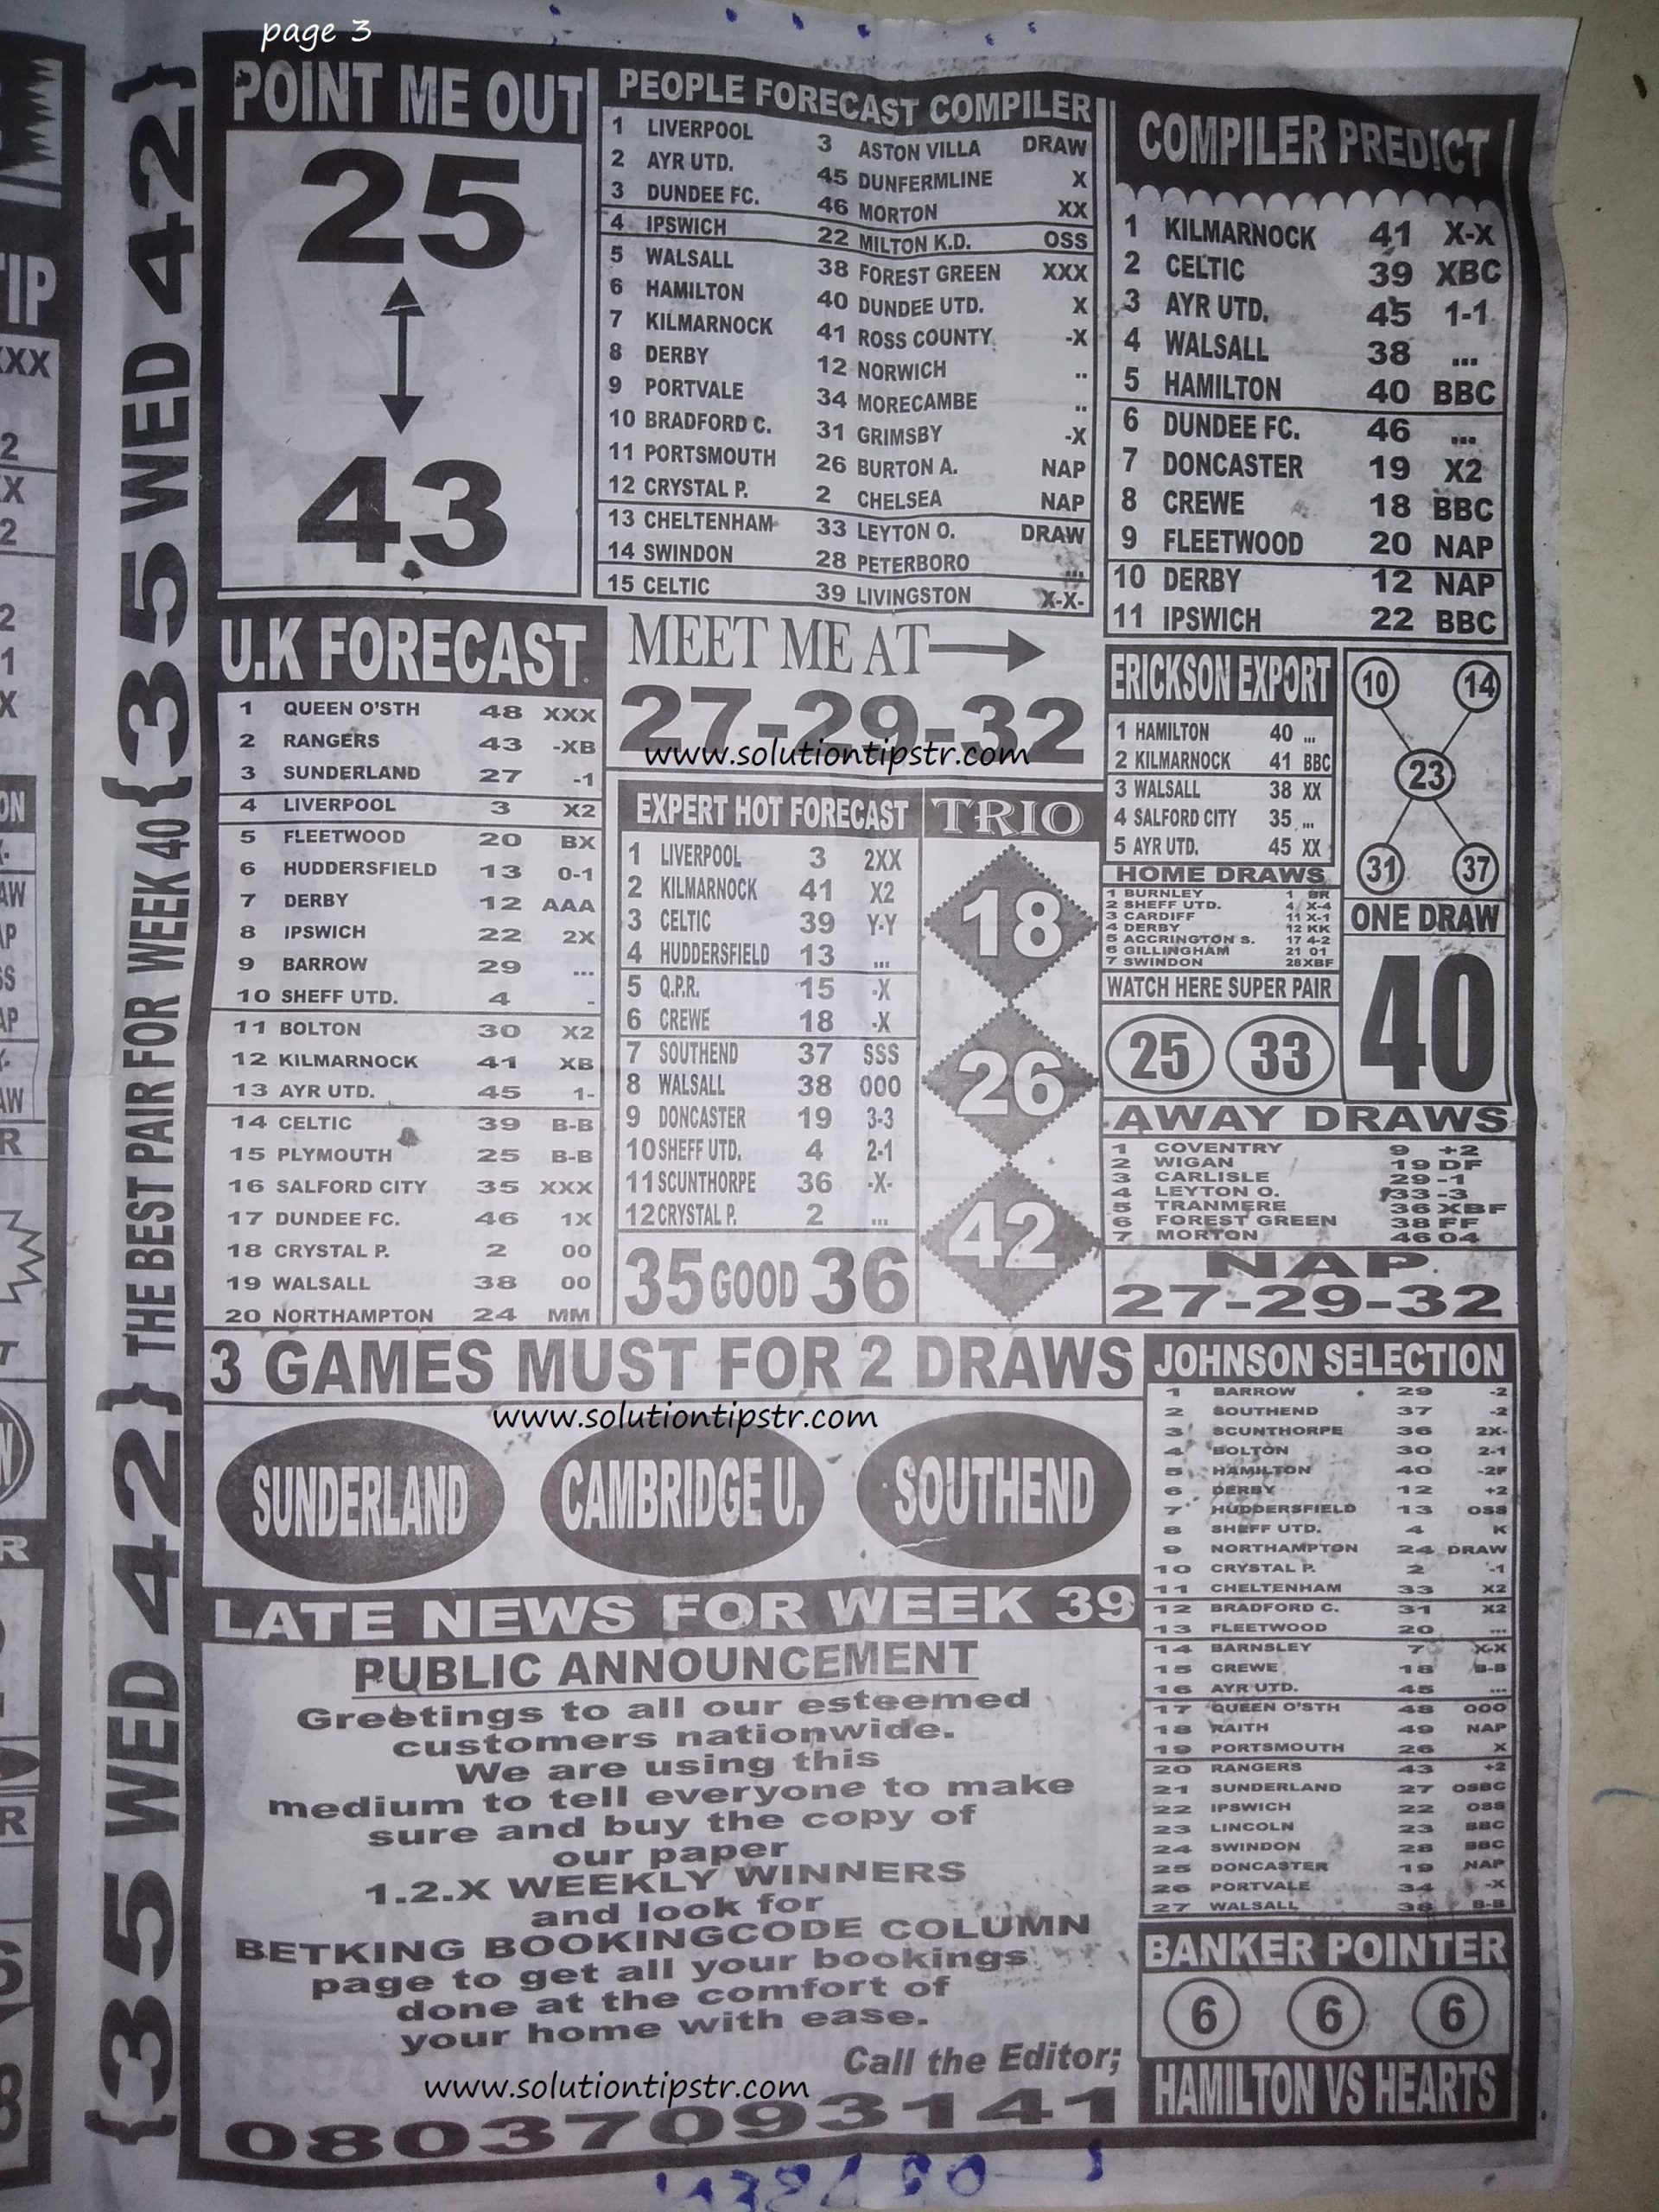 page 3
POINT ME OUT
25
43
PEOPLE FORECAST COMPILER
1 LIVERPOOL 3 ASTON VILLA DRAW
2 AYR UTD. 45 DUNFERMLINE X
3 DUNDEE FC. 46 MORTON XX
4 IPSWICH 22 MILTON K.D. OSS
5 WALSALL 38 FOREST GREEN XXX
6 HAMILTON 40 DUNDEE UTD. X
7 KILMARNOCK 41 ROSS COUNTY -X
8 DERBY 12 NORWICH ..
9 PORTVALE 34 MORECAMBE ..
10 BRADFORD C. 31 GRIMSBY -X
11 PORTSMOUTH 26 BURTON A. NAP
12 CRYSTAL P. 2 CHELSEA NAP
13 CHELTENHAM 33 LEYTON O. DRAW
14 SWINDON 28 PETERBORO ...
15 CELTIC 39 LIVINGSTON X-X-
COMPILER PREDICT
1 KILMARNOCK 41 X-X
2 CELTIC 39 XBC
3 AYR UTD. 45 1-1
4 WALSALL 38 ...
5 HAMILTON 40 BBC
6 DUNDEE FC. 46 ...
7 DONCASTER 19 X2
8 CREWE 18 BBC
9 FLEETWOOD 20 NAP
10 DERBY 12 NAP
11 IPSWICH 22 BBC
U.K FORECAST
1 QUEEN O'STH 48 XXX
2 RANGERS 43 -XB
3 SUNDERLAND 27 -1
4 LIVERPOOL 3 X2
5 FLEETWOOD 20 BX
6 HUDDERSFIELD 13 0-1
7 DERBY 12 AAA
8 IPSWICH 22 2X
9 BARROW 29 ...
10 SHEFF UTD. 4 -
11 BOLTON 30 X2
12 KILMARNOCK 41 XB
13 AYR UTD. 45 1-
14 CELTIC 39 B-B
15 PLYMOUTH 25 B-B
16 SALFORD CITY 35 XXX
17 DUNDEE FC. 46 1X
18 CRYSTAL P. 2 00
19 WALSALL 38 00
20 NORTHAMPTON 24 MM
MEET ME AT
27-29-32
www.solutiontipstr.com
EXPERT HOT FORECAST
1 LIVERPOOL 3 2XX
2 KILMARNOCK 41 X2
3 CELTIC 39 Y-Y
4 HUDDERSFIELD 13 ...
5 Q.P.R. 15 -X
6 CREWE 18 -X
7 SOUTHEND 37 SSS
8 WALSALL 38 000
9 DONCASTER 19 3-3
10 SHEFF UTD. 4 2-1
11 SCUNTHORPE 36 -X-
12 CRYSTAL P. 2 ...
35 GOOD 36
TRIO
18
26
42
ERICKSON EXPORT
1 HAMILTON 40 ...
2 KILMARNOCK 41 BBC
3 WALSALL 38 XX
4 SALFORD CITY 35 ...
5 AYR UTD. 45 XX
10 14
23
31 37
HOME DRAWS
1 BURNLEY 1 BR
2 SHEFF UTD. 4 X-4
3 CARDIFF 11 X-1
4 DERBY 12 KK
5 ACCRINGTON S. 17 4-2
6 GILLINGHAM 21 01
7 SWINDON 28 XBF
ONE DRAW
40
WATCH HERE SUPER PAIR
25 33
AWAY DRAWS
1 COVENTRY 9 +2
2 WIGAN 19 DF
3 CARLISLE 29 -1
4 LEYTON O. 33 -3
5 TRANMERE 36 XBF
6 FOREST GREEN 38 FF
7 MORTON 46 04
NAP
27-29-32
3 GAMES MUST FOR 2 DRAWS
www.solutiontipstr.com
SUNDERLAND CAMBRIDGE U. SOUTHEND
JOHNSON SELECTION
1 BARROW 29 -2
2 SOUTHEND 37 -2
3 SCUNTHORPE 36 2X-
4 BOLTON 30 2-1
5 HAMILTON 40 -2F
6 DERBY 12 +2
7 HUDDERSFIELD 13 OSS
8 SHEFF UTD. 4 K
9 NORTHAMPTON 24 DRAW
10 CRYSTAL P. 2 -1
11 CHELTENHAM 33 X2
12 BRADFORD C. 31 X2
13 FLEETWOOD 20 ...
14 BARNSLEY 7 X-X
15 CREWE 18 B-B
16 AYR UTD. 45 ...
17 QUEEN O'STH 48 000
18 RAITH 49 NAP
19 PORTSMOUTH 26 X
20 RANGERS 43 +2
21 SUNDERLAND 27 OSBC
22 IPSWICH 22 OSS
23 LINCOLN 23 BBC
24 SWINDON 28 BBC
25 DONCASTER 19 NAP
26 PORTVALE 34 -X
27 WALSALL 38 B-B
BANKER POINTER
6 6 6
HAMILTON VS HEARTS
LATE NEWS FOR WEEK 39
PUBLIC ANNOUNCEMENT
Greetings to all our esteemed
customers nationwide.
We are using this
medium to tell everyone to make
sure and buy the copy of
our paper
1.2.X WEEKLY WINNERS
and look for
BETKING BOOKINGCODE COLUMN
page to get all your bookings
done at the comfort of
your home with ease.
Call the Editor;
www.solutiontipstr.com
08037093141
{35 WED 42} THE BEST PAIR FOR WEEK 40 {35 WED 42}